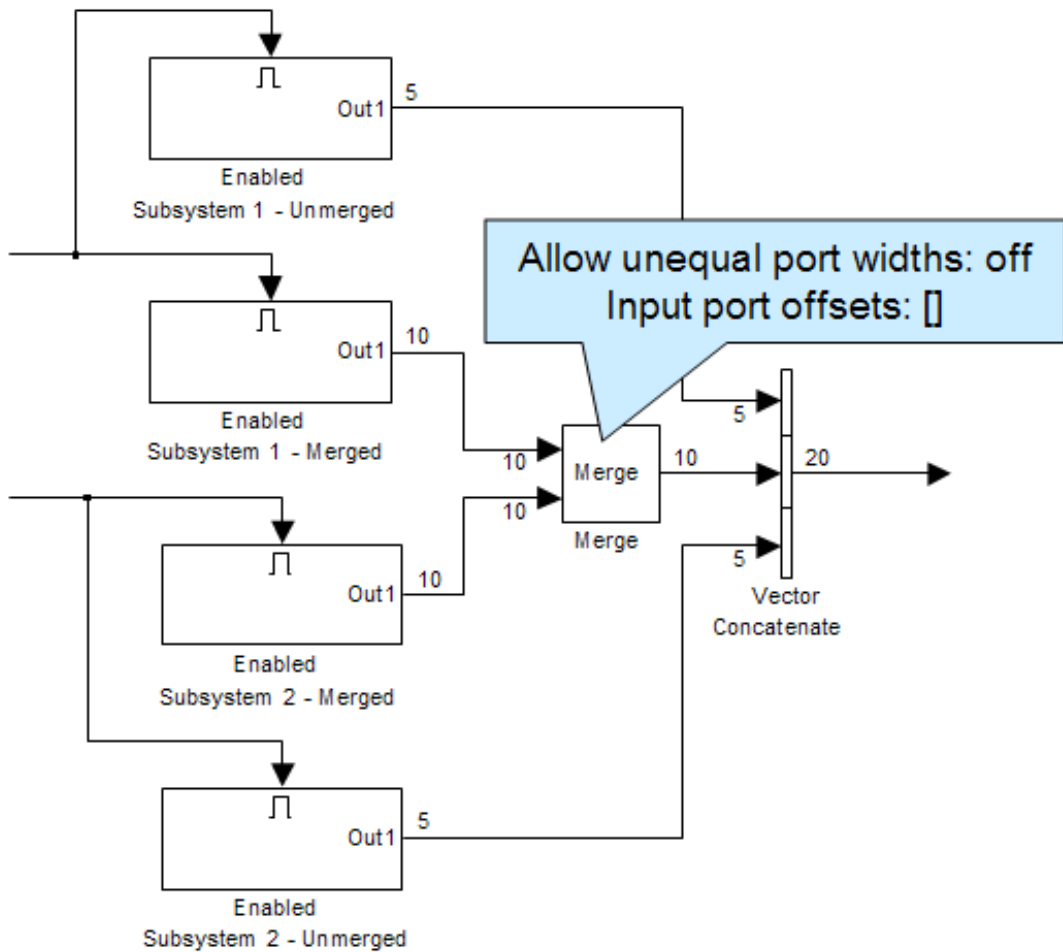 Out1
5
Enabled
Subsystem 1 - Unmerged
Allow unequal port widths: off
Input port offsets: []
Out1
10
Enabled
Subsystem 1 - Merged
10
10
Merge
Merge
10
5
20
5
Vector
Concatenate
Out1
10
Enabled
Subsystem 2 - Merged
Out1
5
Enabled
Subsystem 2 - Unmerged